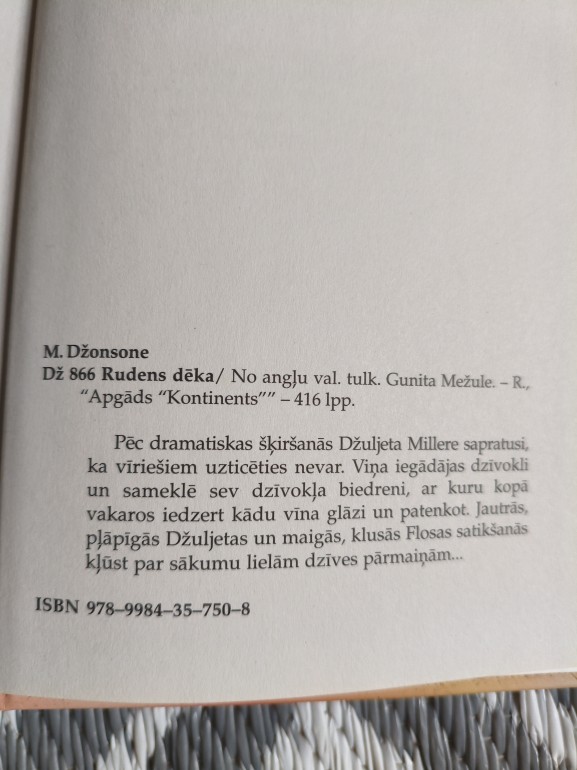 M. Džonsone
Dž 866 Rudens dēka/ No angļu val. tulk. Gunita Mežule. – R.,
“Apgāds “Kontinents”” – 416 lpp.
Pēc dramatiskas šķiršanās Džuljeta Millere sapratusi,
ka vīriešiem uzticēties nevar. Viņa iegādājas dzīvokli
un sameklē sev dzīvokļa biedreni, ar kuru kopā
vakaros iedzert kādu vīna glāzi un patenkot. Jautrās,
pļāpīgās Džuljetas un maigās, klusās Flosas satikšanās
kļūst par sākumu lielām dzīves pārmaiņām...
ISBN 978–9984–35–750–8